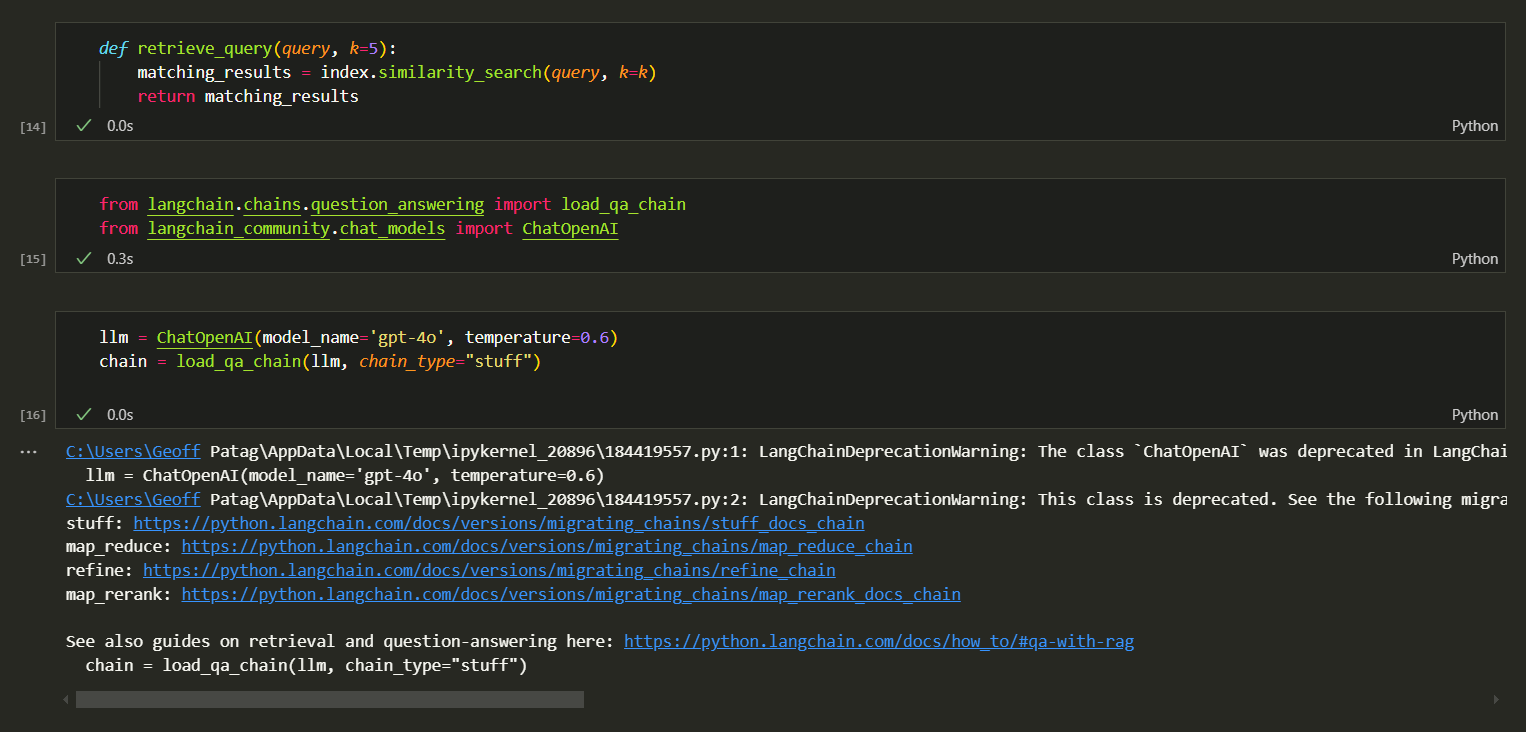 def retrieve_query(query, k=5):
    matching_results = index.similarity_search(query, k=k)
    return matching_results
[14]
0.0s
Python
from langchain.chains.question_answering import load_qa_chain
from langchain_community.chat_models import ChatOpenAI
[15]
0.3s
Python
llm = ChatOpenAI(model_name='gpt-4o', temperature=0.6)
chain = load_qa_chain(llm, chain_type="stuff")
[16]
0.0s
Python
... C:\Users\Geoff Patag\AppData\Local\Temp\ipykernel_20896\184419557.py:1: LangChainDeprecationWarning: The class `ChatOpenAI` was deprecated in LangChai
  llm = ChatOpenAI(model_name='gpt-4o', temperature=0.6)
C:\Users\Geoff Patag\AppData\Local\Temp\ipykernel_20896\184419557.py:2: LangChainDeprecationWarning: This class is deprecated. See the following migra
stuff: https://python.langchain.com/docs/versions/migrating_chains/stuff_docs_chain
map_reduce: https://python.langchain.com/docs/versions/migrating_chains/map_reduce_chain
refine: https://python.langchain.com/docs/versions/migrating_chains/refine_chain
map_rerank: https://python.langchain.com/docs/versions/migrating_chains/map_rerank_docs_chain
See also guides on retrieval and question-answering here: https://python.langchain.com/docs/how_to/#qa-with-rag
  chain = load_qa_chain(llm, chain_type="stuff")